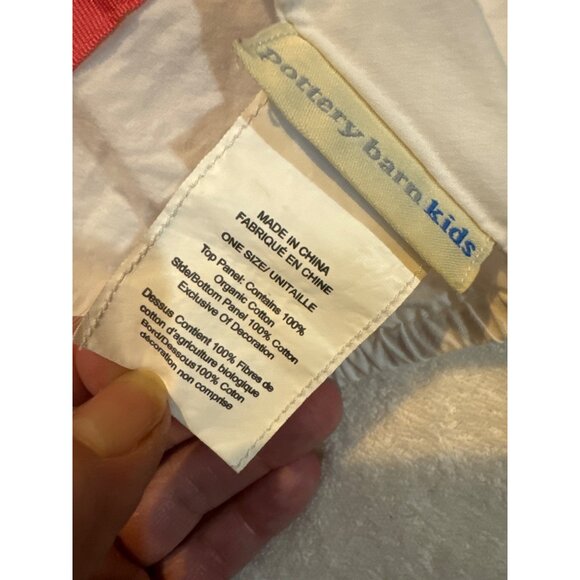 pottery barn kids
MADE IN CHINA
FABRIQUÉ EN CHINE
ONE SIZE/ UNITAILLE
Top Panel: Contains 100%
Organic Cotton
Side/Bottom Panel 100% Cotton
Exclusive Of Decoration
Dessus Contient 100% Fibres de
cotton d'agriculture biologique
Bord/Dessous100% Coton
décoration non comprise